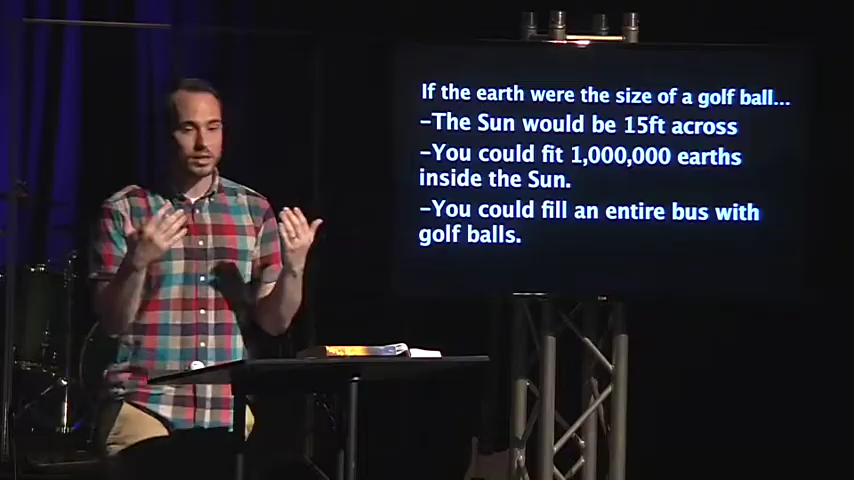 If the earth were the size of a golf ball...
-The Sun would be 15ft across
-You could fit 1,000,000 earths
inside the Sun.
-You could fill an entire bus with
golf balls.